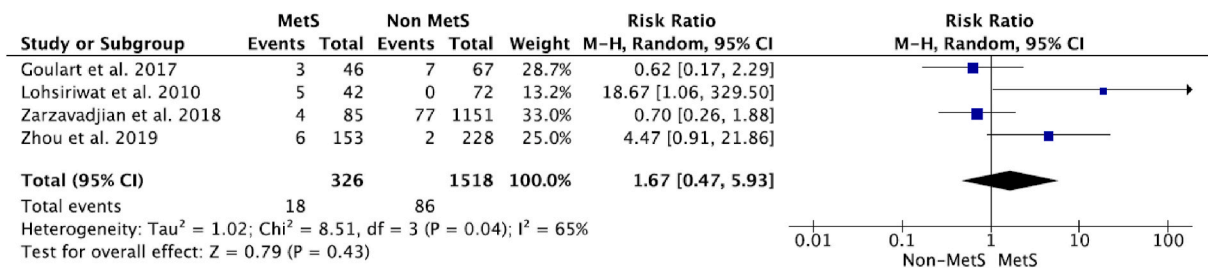 MetS Non MetS Risk Ratio Risk Ratio
Study or Subgroup Events Total Events Total Weight M-H, Random, 95% CI M-H, Random, 95% CI
Goulart et al. 2017 3 46 7 67 28.7% 0.62 [0.17, 2.29]
Lohsiriwat et al. 2010 5 42 0 72 13.2% 18.67 [1.06, 329.50]
Zarzavadjian et al. 2018 4 85 77 1151 33.0% 0.70 [0.26, 1.88]
Zhou et al. 2019 6 153 2 228 25.0% 4.47 [0.91, 21.86]
Total (95% CI) 326 1518 100.0% 1.67 [0.47, 5.93]
Total events 18 86
Heterogeneity: Tau² = 1.02; Chi² = 8.51, df = 3 (P = 0.04); I² = 65%
Test for overall effect: Z = 0.79 (P = 0.43)
0.01 0.1 1 10 100
Non-MetS MetS